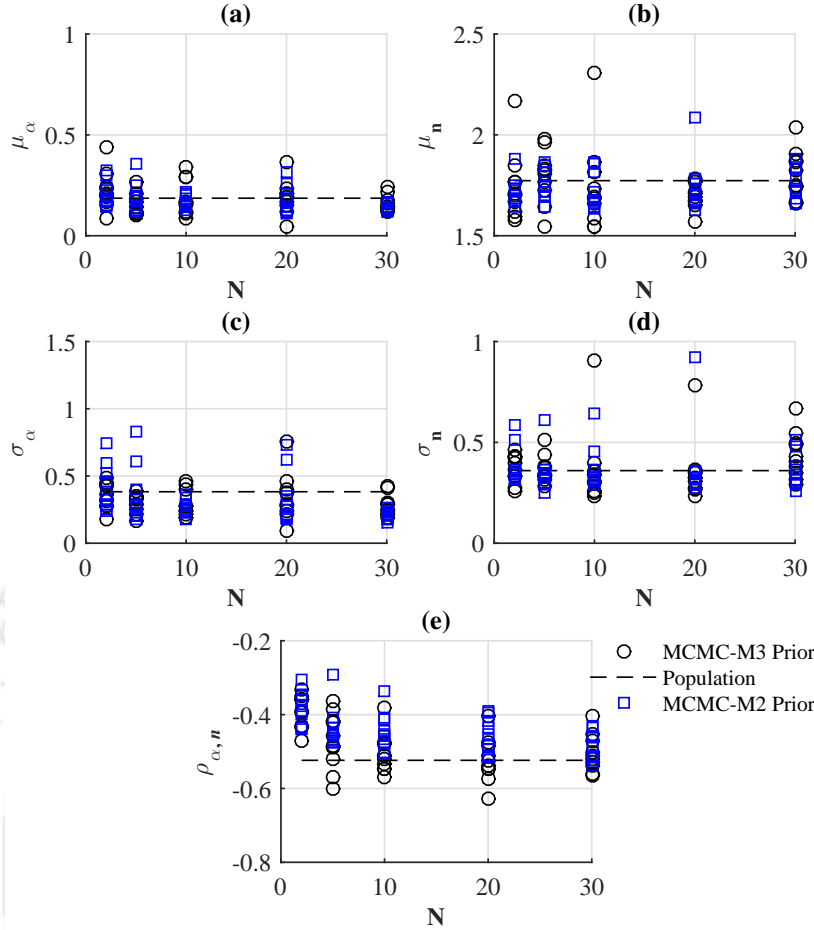 (a)
1
0.5
0
μ_α
0 10 20 30
N
(b)
2.5
2
1.5
μ_n
0 10 20 30
N
(c)
1.5
1
0.5
0
σ_α
0 10 20 30
N
(d)
1
0.5
0
σ_n
0 10 20 30
N
(e)
-0.2
-0.4
-0.6
-0.8
ρ_α,n
0 10 20 30
N
MCMC-M3 Prior
Population
MCMC-M2 Prior